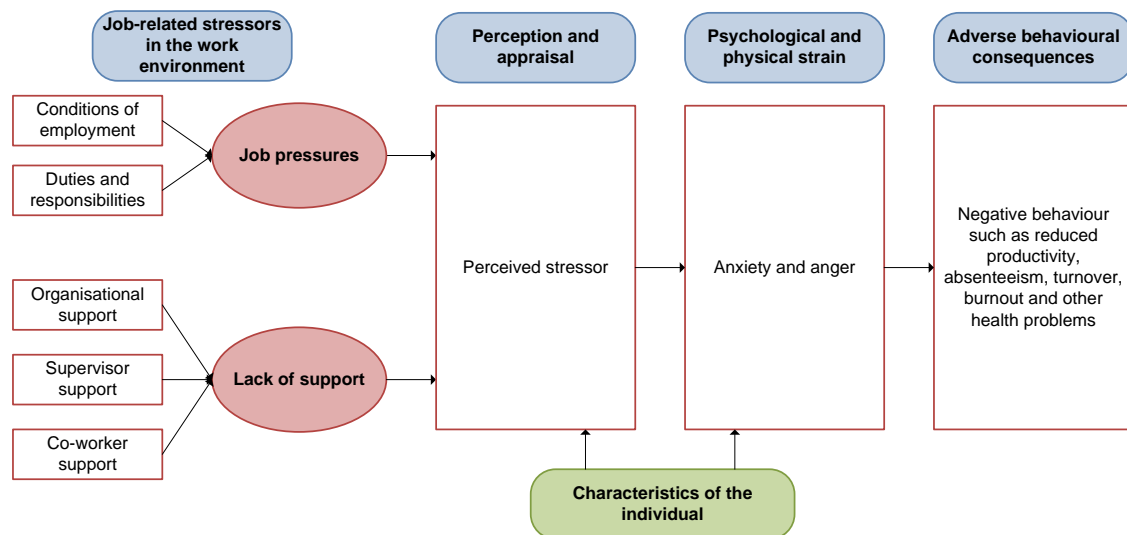 Job-related stressors
in the work
environment
Perception and
appraisal
Psychological and
physical strain
Adverse behavioural
consequences
Conditions of
employment
Duties and
responsibilities
Job pressures
Organisational
support
Supervisor
support
Co-worker
support
Lack of support
Perceived stressor
Anxiety and anger
Negative behaviour
such as reduced
productivity,
absenteeism, turnover,
burnout and other
health problems
Characteristics of the
individual